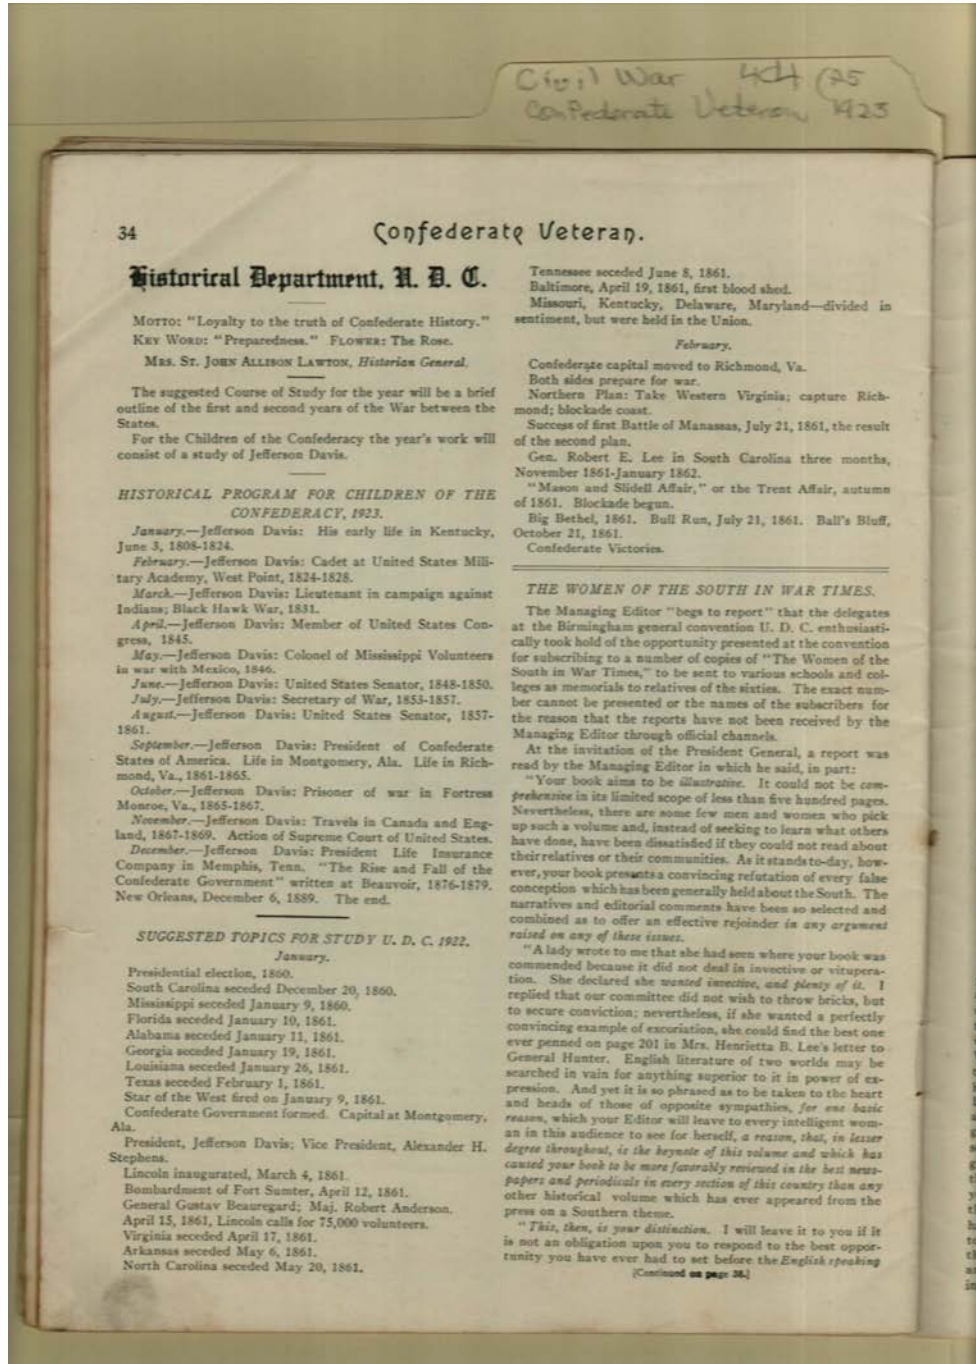 Civil War 4d4 (25
Confederate Veteran, 1923
34
Confederate Veteran.
Historical Department, U. D. C.
MOTTO: "Loyalty to the truth of Confederate History."
KEY WORD: "Preparedness." FLOWER: The Rose.
MRS. ST. JOHN ALLISON LAWTON, Historian General.
The suggested Course of Study for the year will be a brief
outline of the first and second years of the War between the
States.
For the Children of the Confederacy the year's work will
consist of a study of Jefferson Davis.
HISTORICAL PROGRAM FOR CHILDREN OF THE
CONFEDERACY, 1923.
January.—Jefferson Davis: His early life in Kentucky,
June 3, 1808-1824.
February.—Jefferson Davis: Cadet at United States Mili-
tary Academy, West Point, 1824-1828.
March.—Jefferson Davis: Lieutenant in campaign against
Indians; Black Hawk War, 1831.
April.—Jefferson Davis: Member of United States Con-
gress, 1845.
May.—Jefferson Davis: Colonel of Mississippi Volunteers
in war with Mexico, 1846.
June.—Jefferson Davis: United States Senator, 1848-1850.
July.—Jefferson Davis: Secretary of War, 1853-1857.
August.—Jefferson Davis: United States Senator, 1857-
1861.
September.—Jefferson Davis: President of Confederate
States of America. Life in Montgomery, Ala. Life in Rich-
mond, Va., 1861-1865.
October.—Jefferson Davis: Prisoner of war in Fortress
Monroe, Va., 1865-1867.
November.—Jefferson Davis: Travels in Canada and Eng-
land, 1867-1869. Action of Supreme Court of United States.
December.—Jefferson Davis: President Life Insurance
Company in Memphis, Tenn. "The Rise and Fall of the
Confederate Government" written at Beauvoir, 1876-1879.
New Orleans, December 6, 1889. The end.
SUGGESTED TOPICS FOR STUDY U. D. C. 1922.
January.
Presidential election, 1860.
South Carolina seceded December 20, 1860.
Mississippi seceded January 9, 1860.
Florida seceded January 10, 1861.
Alabama seceded January 11, 1861.
Georgia seceded January 19, 1861.
Louisiana seceded January 26, 1861.
Texas seceded February 1, 1861.
Star of the West fired on January 9, 1861.
Confederate Government formed. Capital at Montgomery,
Ala.
President, Jefferson Davis; Vice President, Alexander H.
Stephens.
Lincoln inaugurated, March 4, 1861.
Bombardment of Fort Sumter, April 12, 1861.
General Gustav Beauregard; Maj. Robert Anderson.
April 15, 1861, Lincoln calls for 75,000 volunteers.
Virginia seceded April 17, 1861.
Arkansas seceded May 6, 1861.
North Carolina seceded May 20, 1861.
Tennessee seceded June 8, 1861.
Baltimore, April 19, 1861, first blood shed.
Missouri, Kentucky, Delaware, Maryland—divided in
sentiment, but were held in the Union.
February.
Confederate capital moved to Richmond, Va.
Both sides prepare for war.
Northern Plan: Take Western Virginia; capture Rich-
mond; blockade coast.
Success of first Battle of Manassas, July 21, 1861, the result
of the second plan.
Gen. Robert E. Lee in South Carolina three months,
November 1861-January 1862.
"Mason and Slidell Affair," or the Trent Affair, autumn
of 1861. Blockade begun.
Big Bethel, 1861. Bull Run, July 21, 1861. Ball's Bluff,
October 21, 1861.
Confederate Victories.
THE WOMEN OF THE SOUTH IN WAR TIMES.
The Managing Editor "begs to report" that the delegates
at the Birmingham general convention U. D. C. enthusiasti-
cally took hold of the opportunity presented at the convention
for subscribing to a number of copies of "The Women of the
South in War Times," to be sent to various schools and col-
leges as memorials to relatives of the sixties. The exact num-
ber cannot be presented or the names of the subscribers for
the reason that the reports have not been received by the
Managing Editor through official channels.
At the invitation of the President General, a report was
read by the Managing Editor in which he said, in part:
"Your book aims to be illustrative. It could not be com-
prehensive in its limited scope of less than five hundred pages.
Nevertheless, there are some few men and women who pick
up such a volume and, instead of seeking to learn what others
have done, have been dissatisfied if they could not read about
their relatives or their communities. As it stands to-day, how-
ever, your book presents a convincing refutation of every false
conception which has been generally held about the South. The
narratives and editorial comments have been so selected and
combined as to offer an effective rejoinder in any argument
raised on any of these issues.
"A lady wrote to me that she had seen where your book was
commended because it did not deal in invective or vitupera-
tion. She declared she wanted invective, and plenty of it. I
replied that our committee did not wish to throw bricks, but
to secure conviction; nevertheless, if she wanted a perfectly
convincing example of excoriation, she could find the best one
ever penned on page 201 in Mrs. Henrietta B. Lee's letter to
General Hunter. English literature of two worlds may be
searched in vain for anything superior to it in power of ex-
pression. And yet it is so phrased as to be taken to the heart
and heads of those of opposite sympathies, for one basic
reason, which your Editor will leave to every intelligent wom-
an in this audience to see for herself, a reason, that, in lesser
degree throughout, is the keynote of this volume and which has
caused your book to be more favorably reviewed in the best news-
papers and periodicals in every section of this country than any
other historical volume which has ever appeared from the
press on a Southern theme.
"This, then, is your distinction. I will leave it to you if it
is not an obligation upon you to respond to the best oppor-
tunity you have ever had to set before the English speaking
[Continued on page 38.]